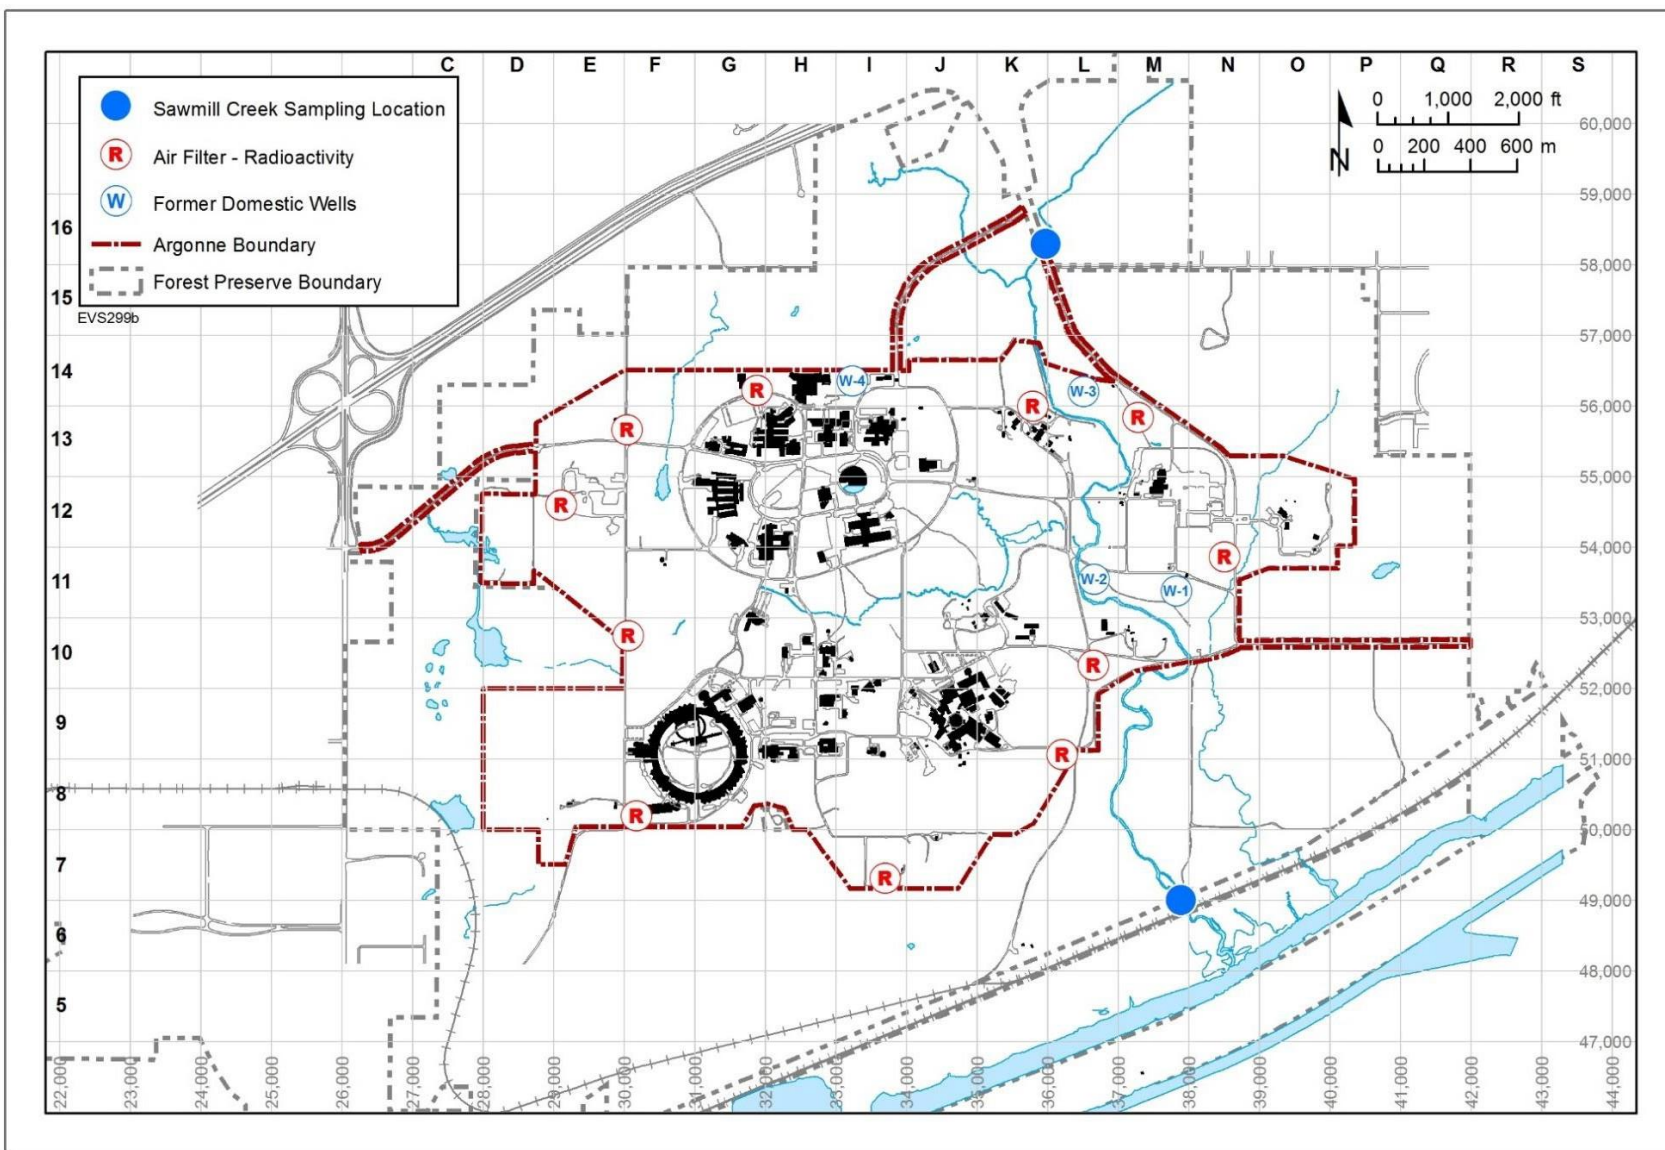 C D E F G H I J K L M N O P Q R S
Sawmill Creek Sampling Location
R Air Filter - Radioactivity
W Former Domestic Wells
Argonne Boundary
Forest Preserve Boundary
EVS299b
0 1,000 2,000 ft
0 200 400 600 m
N
60,000
59,000
16
58,000
15
57,000
14
R
W-4
W-3
56,000
R
R
R
13
55,000
R
12
54,000
R
11
W-2
W-1
53,000
R
10
R
52,000
9
R
51,000
8
R
50,000
7
R
49,000
6
48,000
5
47,000
22,000 23,000 24,000 25,000 26,000 27,000 28,000 29,000 30,000 31,000 32,000 33,000 34,000 35,000 36,000 37,000 38,000 39,000 40,000 41,000 42,000 43,000 44,000